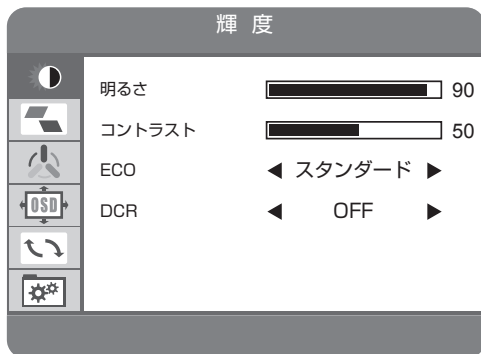 輝 度
明るさ 90
コントラスト 50
ECO ◀ スタンダード ▶
DCR ◀ OFF ▶
OSD